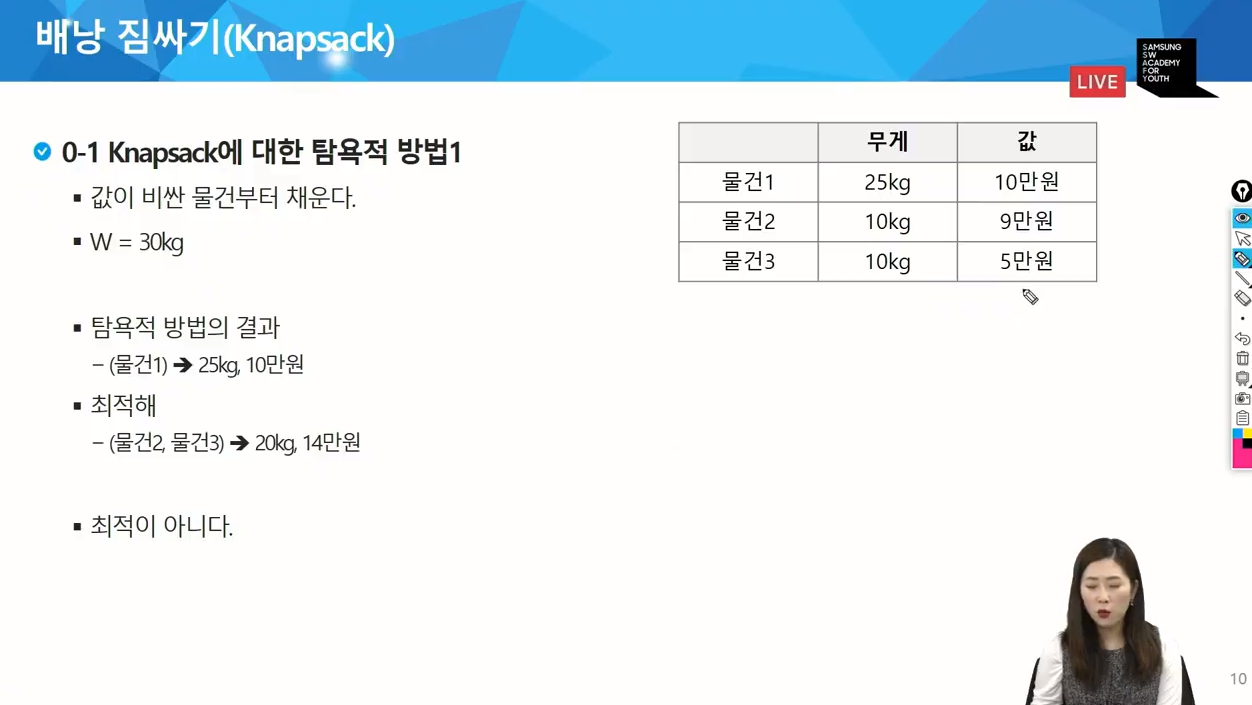 배낭 짐싸기(Knapsack)
SAMSUNG
SW
ACADEMY
FOR
YOUTH
LIVE
0-1 Knapsack에 대한 탐욕적 방법1
▪ 값이 비싼 물건부터 채운다.
▪ W = 30kg
▪ 탐욕적 방법의 결과
– (물건1) ➔ 25kg, 10만원
▪ 최적해
– (물건2, 물건3) ➔ 20kg, 14만원
▪ 최적이 아니다.
무게 값
물건1 25kg 10만원
물건2 10kg 9만원
물건3 10kg 5만원
10